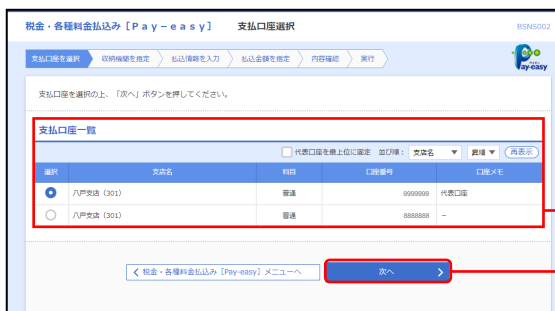 税金・各種料金払込み［Ｐａｙ－ｅａｓｙ］ 支払口座選択 BSNS002
支払口座を選択 収納機関を指定 払込情報を入力 払込金額を指定 内容確認 実行
Pay-easy
支払口座を選択の上、「次へ」ボタンを押してください。
支払口座一覧
代表口座を最上位に固定 並び順： 支店名 ▼ 昇順 ▼ 再表示
選択 支店名 科目 口座番号 口座メモ
八戸支店（301） 普通 9999999 代表口座
八戸支店（301） 普通 8888888 －
税金・各種料金払込み［Pay-easy］メニューへ 次へ